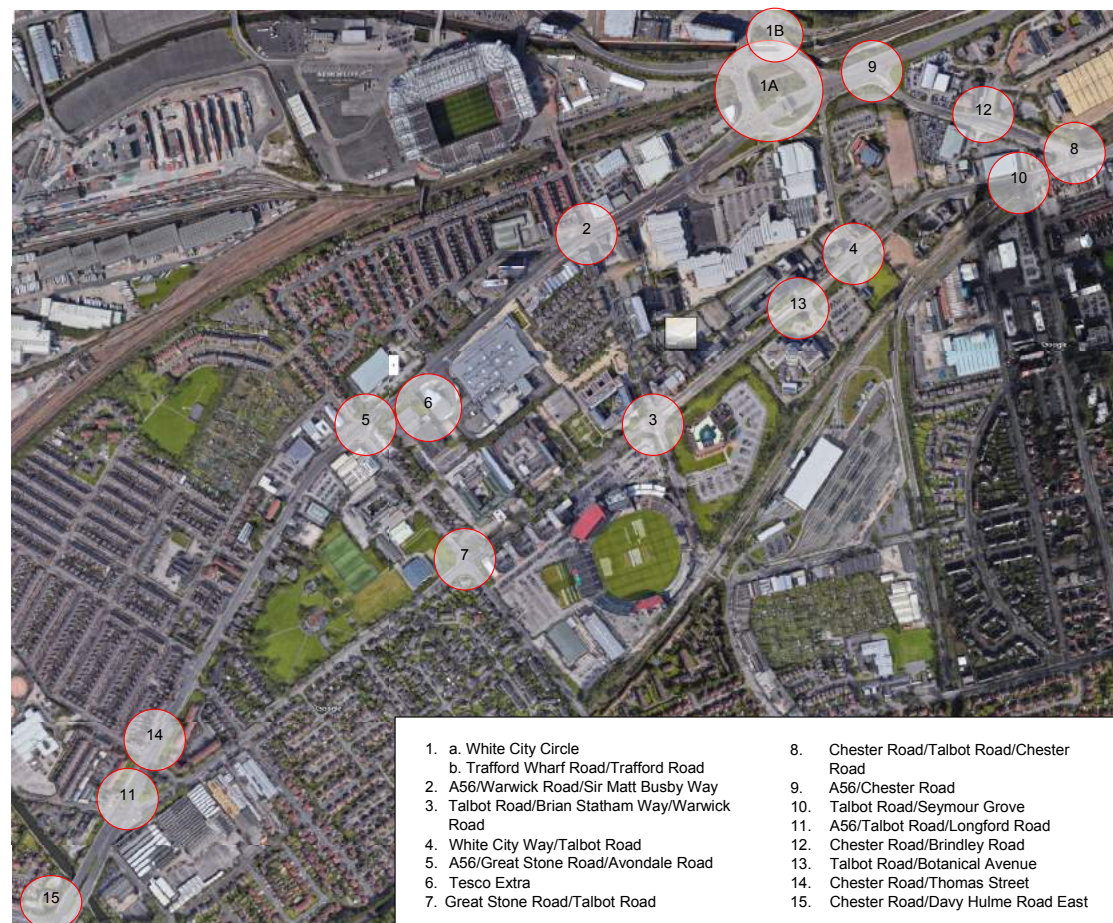 1B
1A
9
12
8
10
2
4
13
Google
6
5
3
7
Google
14
11
15
1. a. White City Circle
b. Trafford Wharf Road/Trafford Road
2. A56/Warwick Road/Sir Matt Busby Way
3. Talbot Road/Brian Statham Way/Warwick
Road
4. White City Way/Talbot Road
5. A56/Great Stone Road/Avondale Road
6. Tesco Extra
7. Great Stone Road/Talbot Road
8. Chester Road/Talbot Road/Chester
Road
9. A56/Chester Road
10. Talbot Road/Seymour Grove
11. A56/Talbot Road/Longford Road
12. Chester Road/Brindley Road
13. Talbot Road/Botanical Avenue
14. Chester Road/Thomas Street
15. Chester Road/Davy Hulme Road East